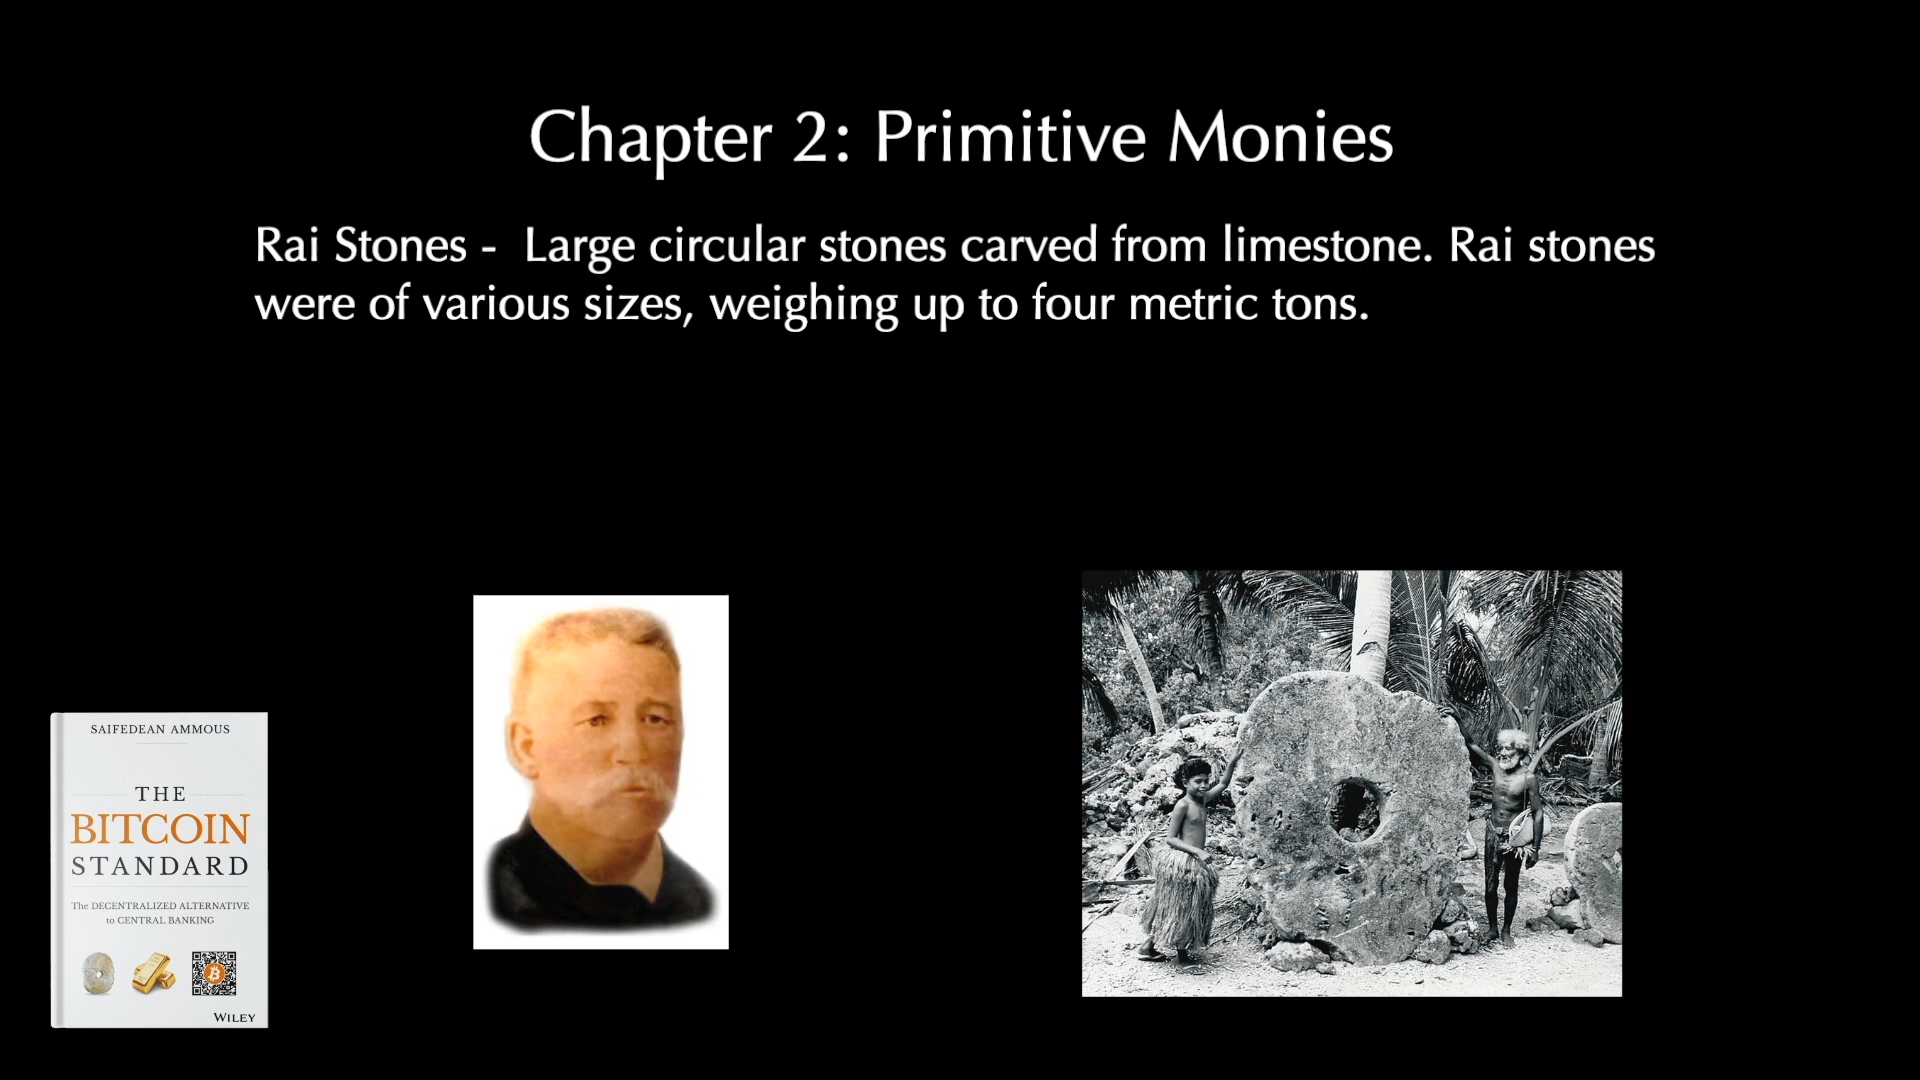 Chapter 2: Primitive Monies
Rai Stones -  Large circular stones carved from limestone. Rai stones
were of various sizes, weighing up to four metric tons.
SAIFEDEAN AMMOUS
THE
BITCOIN
STANDARD
The DECENTRALIZED ALTERNATIVE
to CENTRAL BANKING
WILEY